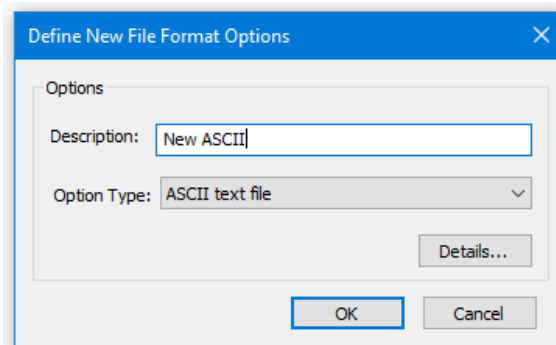 Define New File Format Options
Options
Description: New ASCII
Option Type: ASCII text file
Details...
OK Cancel